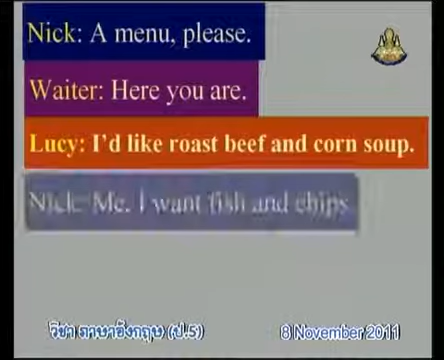 Nick: A menu, please.
Waiter: Here you are.
Lucy: I'd like roast beef and corn soup.
Nick: Me. I want fish and chips
วิชา ภาษาอังกฤษ (ป.5)
8 November 2011